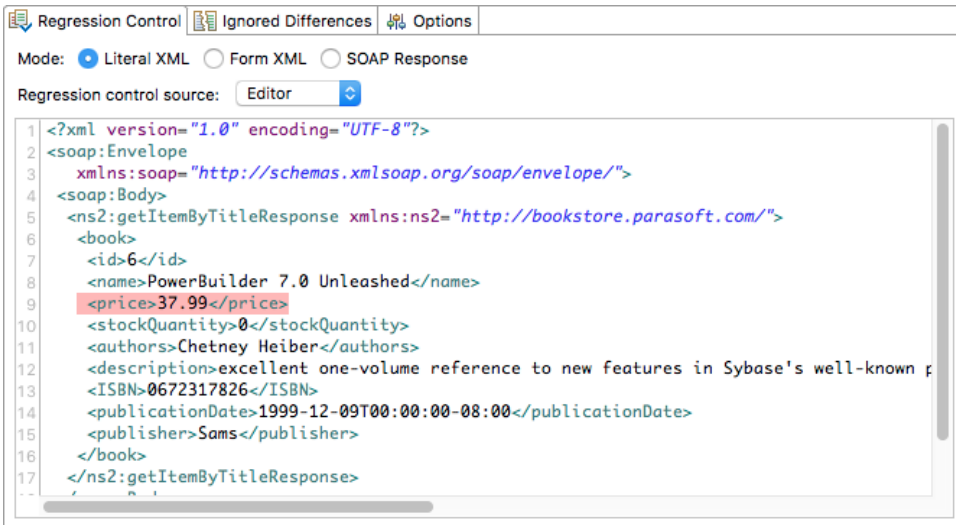 Regression Control Ignored Differences Options
Mode: Literal XML Form XML SOAP Response
Regression control source: Editor
1 <?xml version="1.0" encoding="UTF-8"?>
2 <soap:Envelope
3 xmlns:soap="http://schemas.xmlsoap.org/soap/envelope/">
4 <soap:Body>
5 <ns2:getItemByTitleResponse xmlns:ns2="http://bookstore.parasoft.com/">
6 <book>
7 <id>6</id>
8 <name>PowerBuilder 7.0 Unleashed</name>
9 <price>37.99</price>
10 <stockQuantity>0</stockQuantity>
11 <authors>Chetney Heiber</authors>
12 <description>excellent one-volume reference to new features in Sybase's well-known
13 <ISBN>0672317826</ISBN>
14 <publicationDate>1999-12-09T00:00:00-08:00</publicationDate>
15 <publisher>Sams</publisher>
16 </book>
17 </ns2:getItemByTitleResponse>